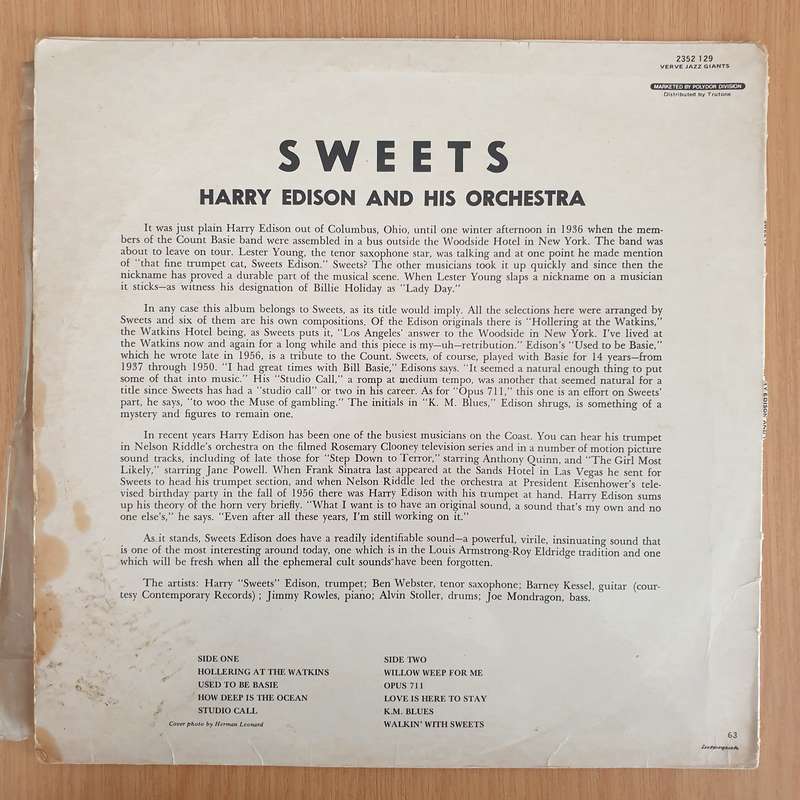 2352 129
VERVE JAZZ GIANTS
MARKETED BY POLYDOR DIVISION
Distributed by Trutone
SWEETS
HARRY EDISON AND HIS ORCHESTRA
It was just plain Harry Edison out of Columbus, Ohio, until one winter afternoon in 1936 when the mem-
bers of the Count Basie band were assembled in a bus outside the Woodside Hotel in New York. The band was
about to leave on tour. Lester Young, the tenor saxophone star, was talking and at one point he made mention
of "that fine trumpet cat, Sweets Edison." Sweets? The other musicians took it up quickly and since then the
nickname has proved a durable part of the musical scene. When Lester Young slaps a nickname on a musician
it sticks—as witness his designation of Billie Holiday as "Lady Day."
In any case this album belongs to Sweets, as its title would imply. All the selections here were arranged by
Sweets and six of them are his own compositions. Of the Edison originals there is "Hollering at the Watkins,"
the Watkins Hotel being, as Sweets puts it, "Los Angeles' answer to the Woodside in New York. I've lived at
the Watkins now and again for a long while and this piece is my—uh—retribution." Edison's "Used to be Basie,"
which he wrote late in 1956, is a tribute to the Count. Sweets, of course, played with Basie for 14 years—from
1937 through 1950. "I had great times with Bill Basie," Edisons says. "It seemed a natural enough thing to put
some of that into music." His "Studio Call," a romp at medium tempo, was another that seemed natural for a
title since Sweets has had a "studio call" or two in his career. As for "Opus 711," this one is an effort on Sweets'
part, he says, "to woo the Muse of gambling." The initials in "K. M. Blues," Edison shrugs, is something of a
mystery and figures to remain one.
In recent years Harry Edison has been one of the busiest musicians on the Coast. You can hear his trumpet
in Nelson Riddle's orchestra on the filmed Rosemary Clooney television series and in a number of motion picture
sound tracks, including of late those for "Step Down to Terror," starring Anthony Quinn, and "The Girl Most
Likely," starring Jane Powell. When Frank Sinatra last appeared at the Sands Hotel in Las Vegas he sent for
Sweets to head his trumpet section, and when Nelson Riddle led the orchestra at President Eisenhower's tele-
vised birthday party in the fall of 1956 there was Harry Edison with his trumpet at hand. Harry Edison sums
up his theory of the horn very briefly. "What I want is to have an original sound, a sound that's my own and no
one else's," he says. "Even after all these years, I'm still working on it."
As it stands, Sweets Edison does have a readily identifiable sound—a powerful, virile, insinuating sound that
is one of the most interesting around today, one which is in the Louis Armstrong-Roy Eldridge tradition and one
which will be fresh when all the ephemeral cult sounds have been forgotten.
The artists: Harry "Sweets" Edison, trumpet; Ben Webster, tenor saxophone; Barney Kessel, guitar (cour-
tesy Contemporary Records) ; Jimmy Rowles, piano; Alvin Stoller, drums; Joe Mondragon, bass.
SIDE ONE
HOLLERING AT THE WATKINS
USED TO BE BASIE
HOW DEEP IS THE OCEAN
STUDIO CALL
Cover photo by Herman Leonard
SIDE TWO
WILLOW WEEP FOR ME
OPUS 711
LOVE IS HERE TO STAY
K.M. BLUES
WALKIN' WITH SWEETS
63